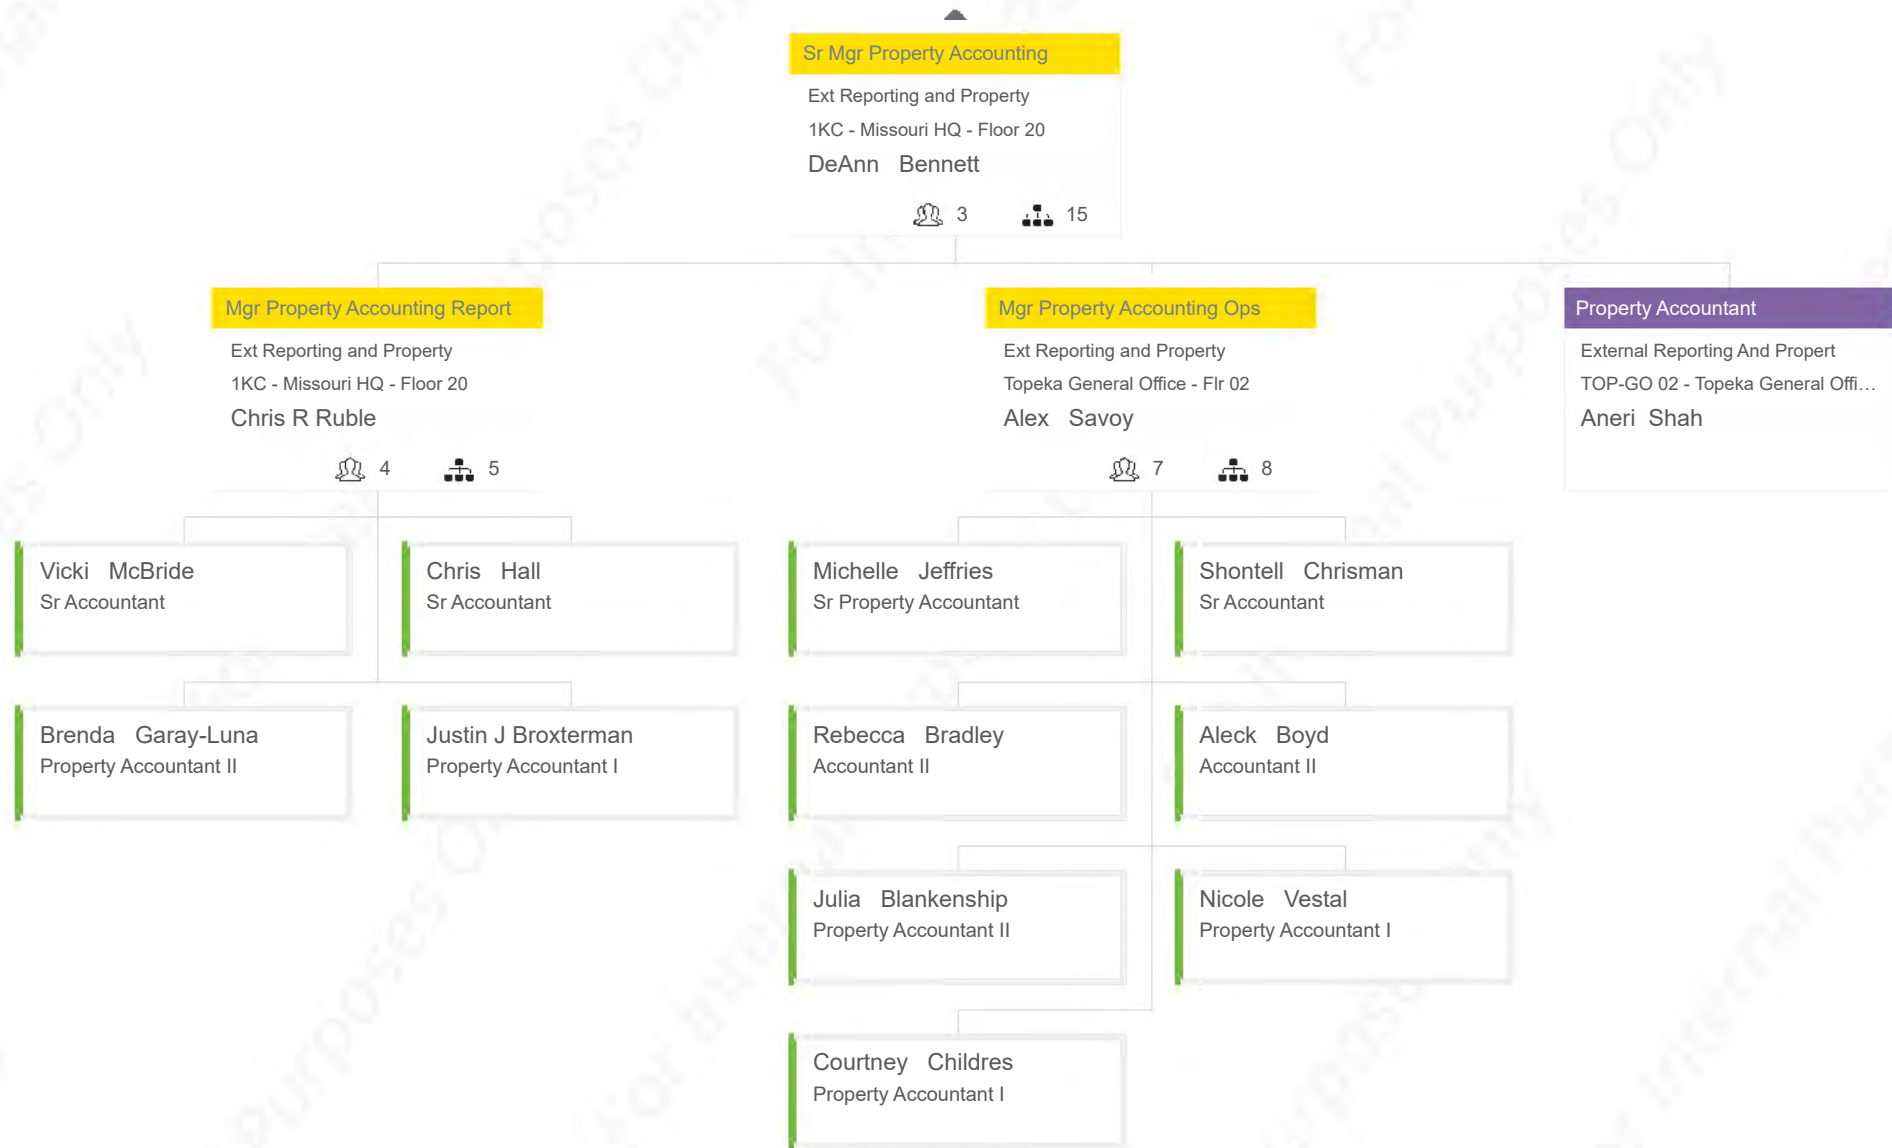 Sr Mgr Property Accounting
Ext Reporting and Property
1KC - Missouri HQ - Floor 20
DeAnn Bennett
3 15
Mgr Property Accounting Report
Ext Reporting and Property
1KC - Missouri HQ - Floor 20
Chris R Ruble
4 5
Mgr Property Accounting Ops
Ext Reporting and Property
Topeka General Office - Flr 02
Alex Savoy
7 8
Property Accountant
External Reporting And Propert
TOP-GO 02 - Topeka General Offi…
Aneri Shah
Vicki McBride
Sr Accountant
Chris Hall
Sr Accountant
Michelle Jeffries
Sr Property Accountant
Shontell Chrisman
Sr Accountant
Brenda Garay-Luna
Property Accountant II
Justin J Broxterman
Property Accountant I
Rebecca Bradley
Accountant II
Aleck Boyd
Accountant II
Julia Blankenship
Property Accountant II
Nicole Vestal
Property Accountant I
Courtney Childres
Property Accountant I
For Internal Purposes Only